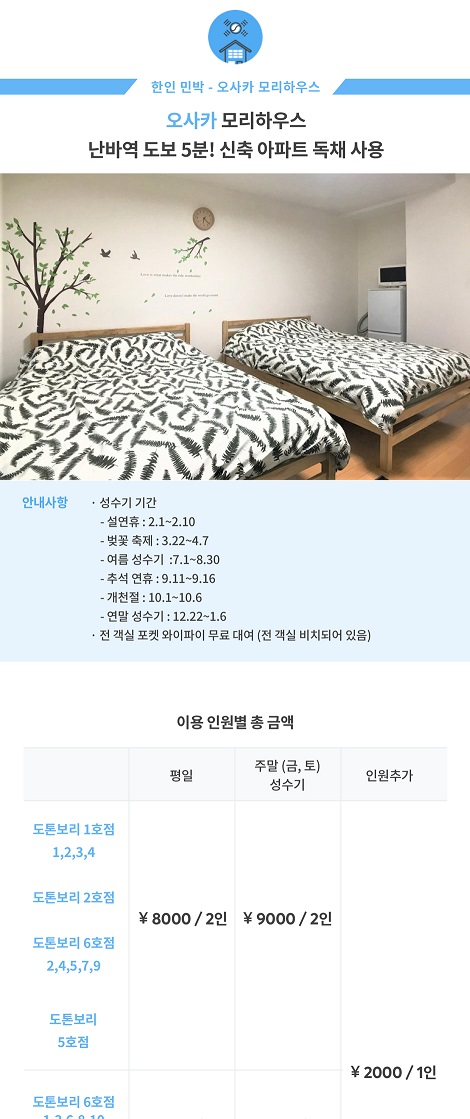 한인 민박 - 오사카 모리하우스
오사카 모리하우스
난바역 도보 5분! 신축 아파트 독채 사용
안내사항
· 성수기 기간
- 설연휴 : 2.1~2.10
- 벚꽃 축제 : 3.22~4.7
- 여름 성수기 :7.1~8.30
- 추석 연휴 : 9.11~9.16
- 개천절 : 10.1~10.6
- 연말 성수기 : 12.22~1.6
· 전 객실 포켓 와이파이 무료 대여 (전 객실 비치되어 있음)
이용 인원별 총 금액
평일
주말 (금, 토)
성수기
인원추가
도톤보리 1호점
1,2,3,4
도톤보리 2호점
¥ 8000 / 2인
¥ 9000 / 2인
도톤보리 6호점
2,4,5,7,9
도톤보리
5호점
¥ 2000 / 1인
도톤보리 6호점